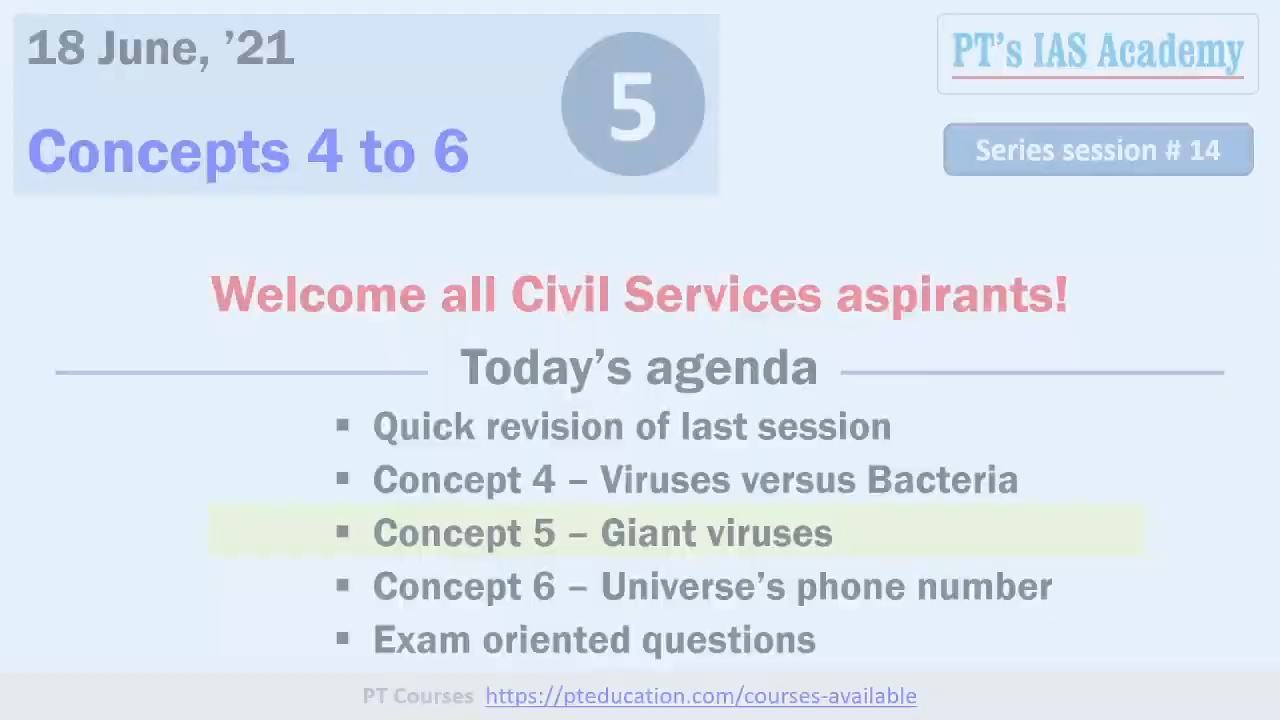 18 June, ’21
5
PT’s IAS Academy
Concepts 4 to 6
Series session # 14
Welcome all Civil Services aspirants!
Today’s agenda
▪ Quick revision of last session
▪ Concept 4 – Viruses versus Bacteria
▪ Concept 5 – Giant viruses
▪ Concept 6 – Universe’s phone number
▪ Exam oriented questions
PT Courses https://pteducation.com/courses-available